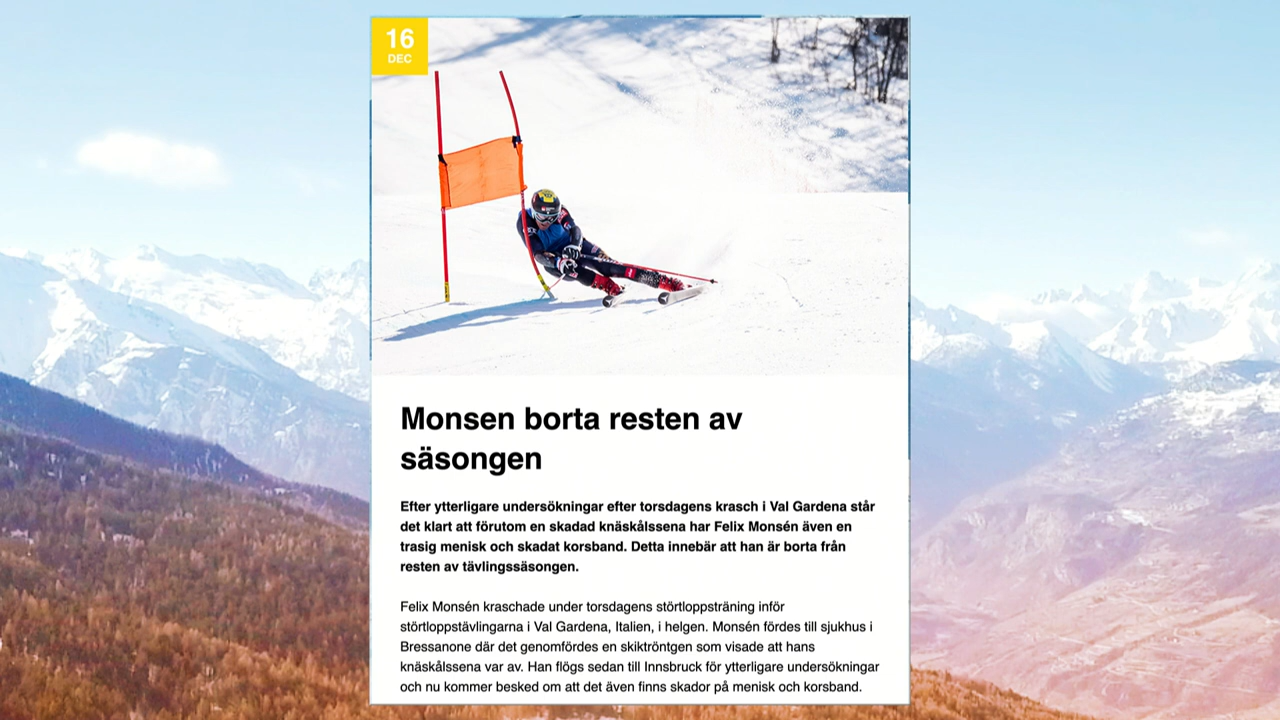 16
DEC
Monsen borta resten av
säsongen
Efter ytterligare undersökningar efter torsdagens krasch i Val Gardena står
det klart att förutom en skadad knäskålssena har Felix Monsén även en
trasig menisk och skadat korsband. Detta innebär att han är borta från
resten av tävlingssäsongen.
Felix Monsén kraschade under torsdagens störtloppsträning inför
störtloppstävlingarna i Val Gardena, Italien, i helgen. Monsén fördes till sjukhus i
Bressanone där det genomfördes en skiktröntgen som visade att hans
knäskålssena var av. Han flögs sedan till Innsbruck för ytterligare undersökningar
och nu kommer besked om att det även finns skador på menisk och korsband.